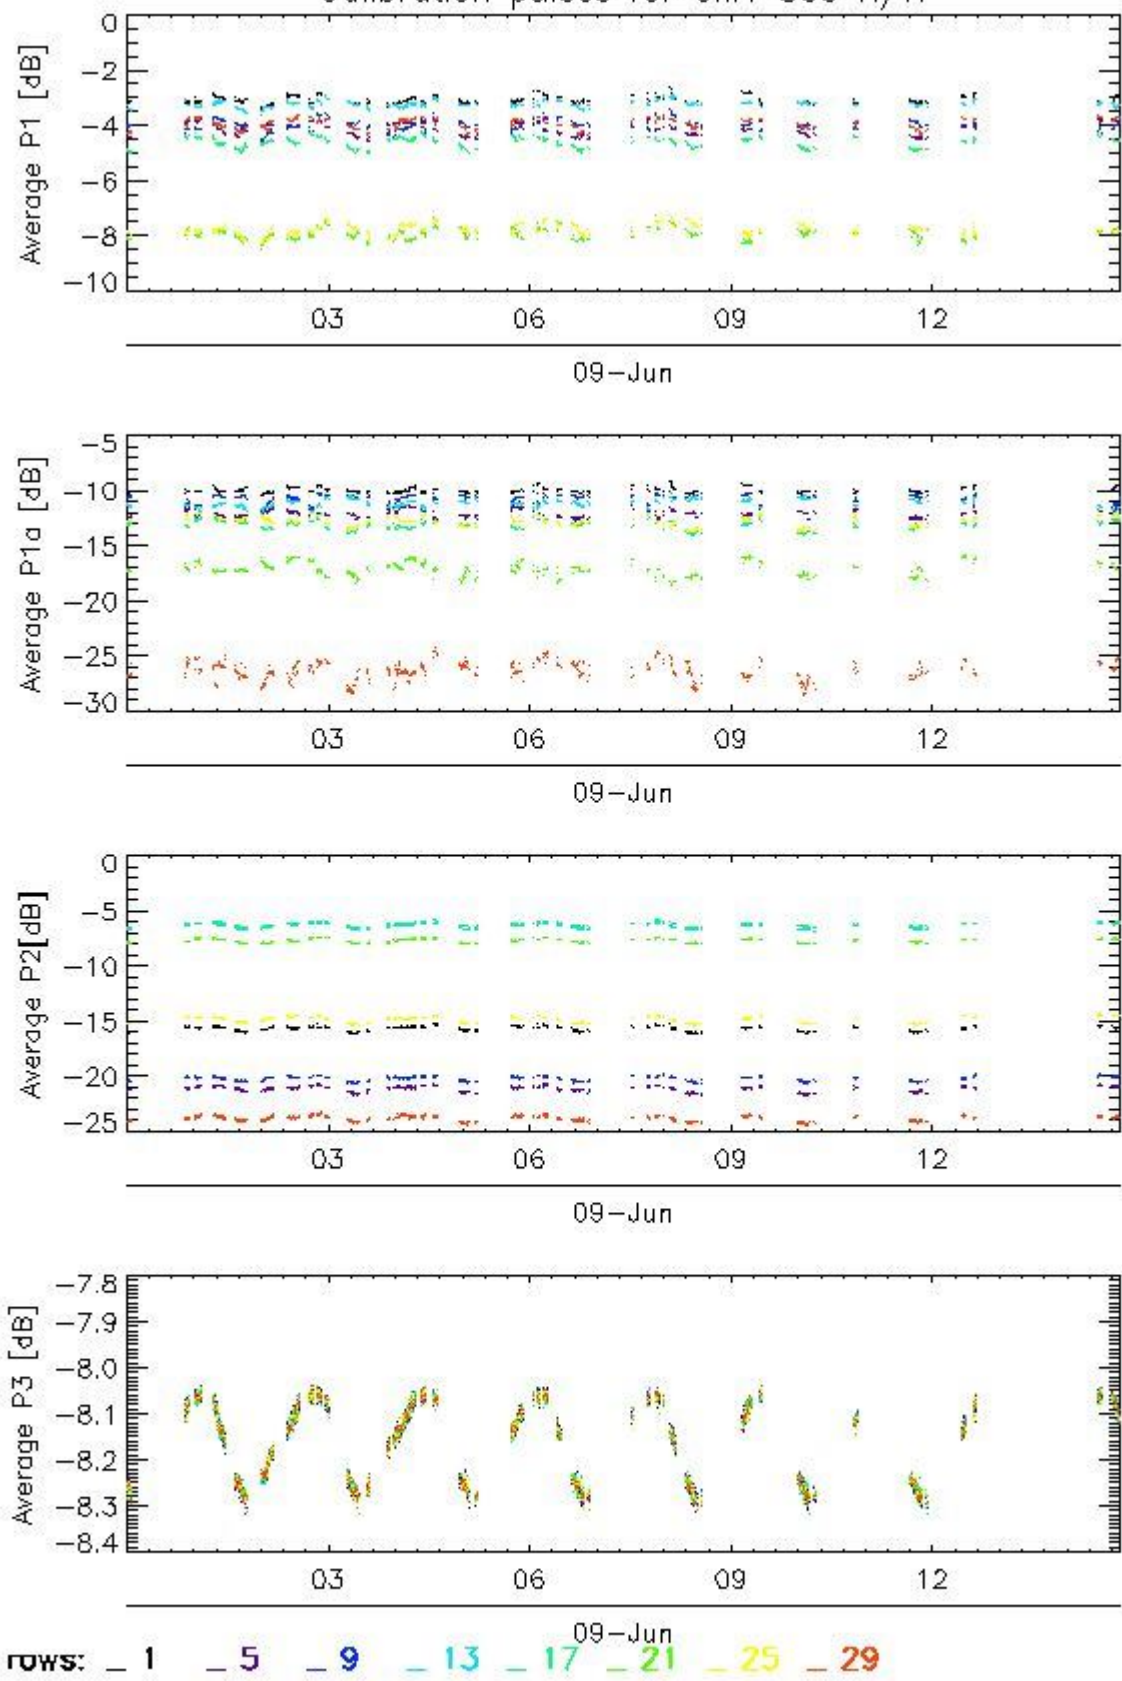 0
-2
-4
-6
-8
-10
Average P1 [dB]
03 06 09 12
09-Jun
-5
-10
-15
-20
-25
-30
Average P1a [dB]
03 06 09 12
09-Jun
0
-5
-10
-15
-20
-25
Average P2[dB]
03 06 09 12
09-Jun
-7.8
-7.9
-8.0
-8.1
-8.2
-8.3
-8.4
Average P3 [dB]
03 06 09 12
09-Jun
rows: _ 1 _ 5 _ 9 _ 13 _ 17 _ 21 _ 25 _ 29